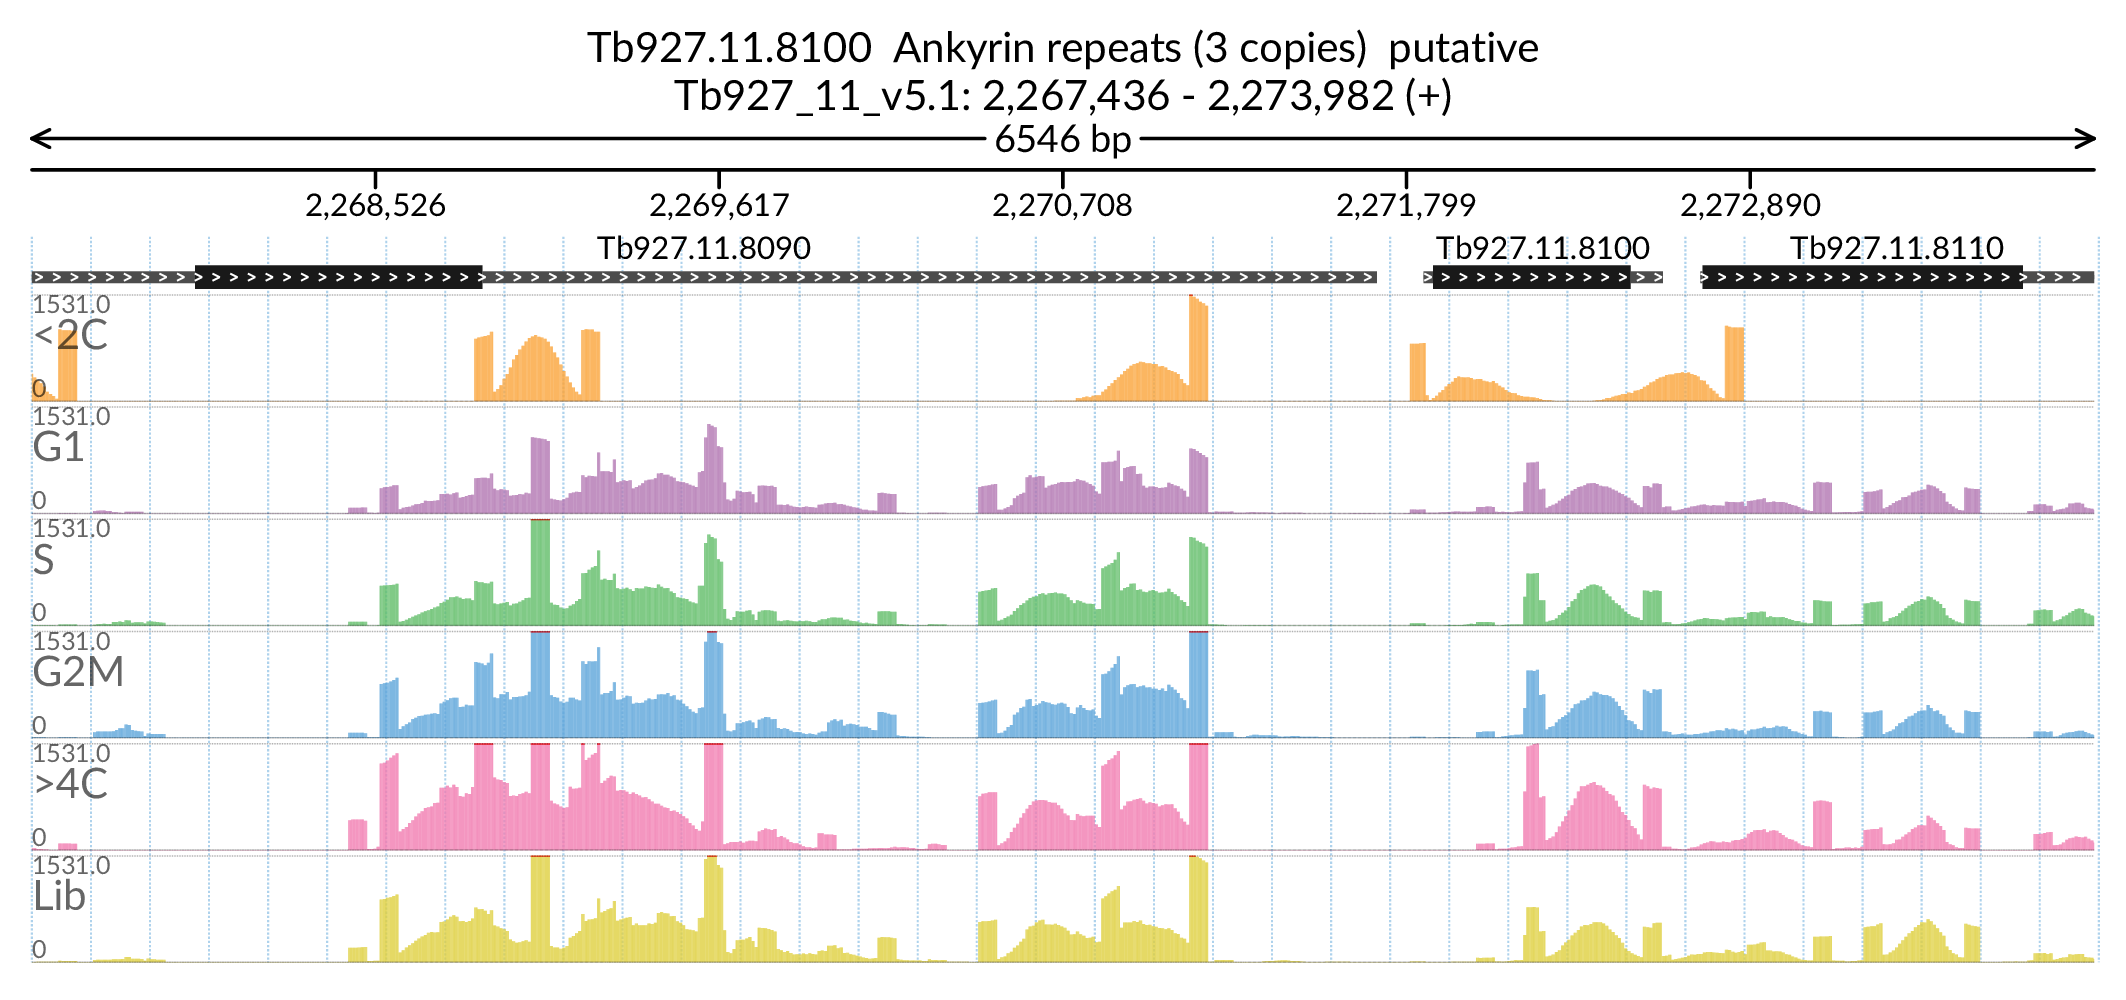 Tb927.11.8100  Ankyrin repeats (3 copies)  putative
Tb927_11_v5.1: 2,267,436 - 2,273,982 (+)
6546 bp
2,268,526 2,269,617 2,270,708 2,271,799 2,272,890
Tb927.11.8090 Tb927.11.8100 Tb927.11.8110
1531.0
<2C
0
1531.0
G1
0
1531.0
S
0
1531.0
G2M
0
1531.0
>4C
0
1531.0
Lib
0